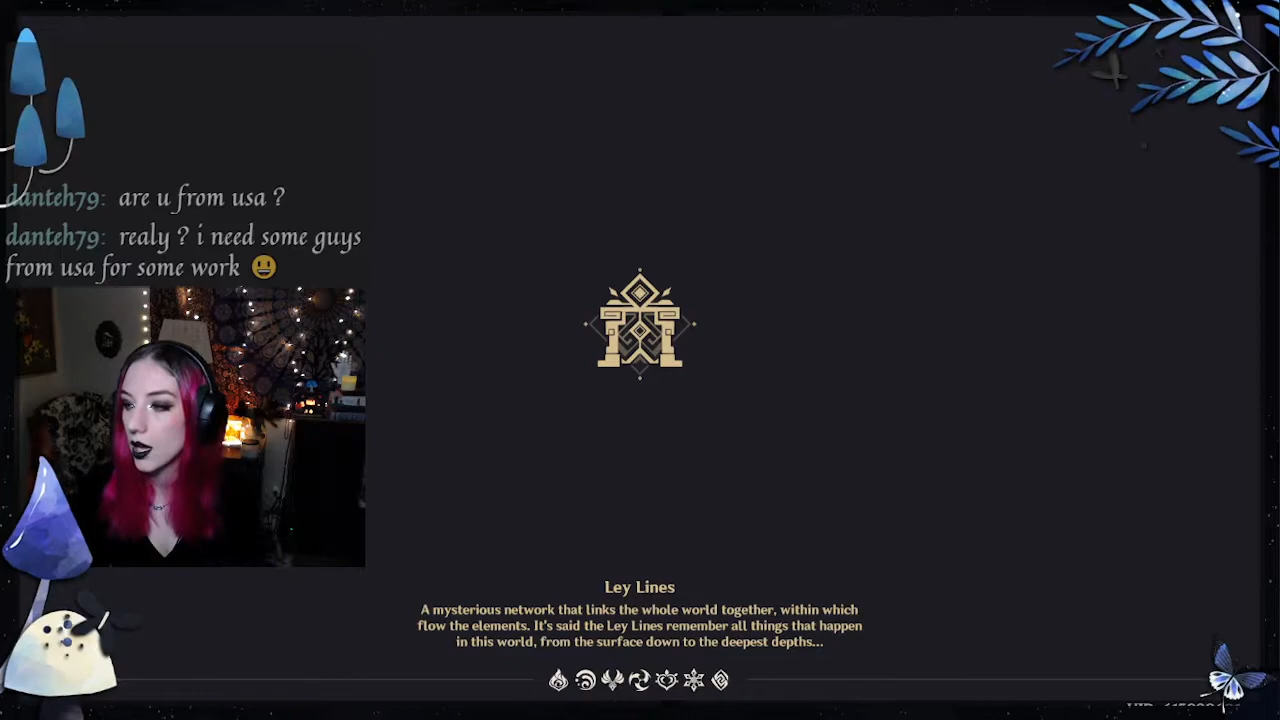 danteh79: are u from usa ?
danteh79: realy ? i need some guys
from usa for some work
Ley Lines
A mysterious network that links the whole world together, within which
flow the elements. It's said the Ley Lines remember all things that happen
in this world, from the surface down to the deepest depths...